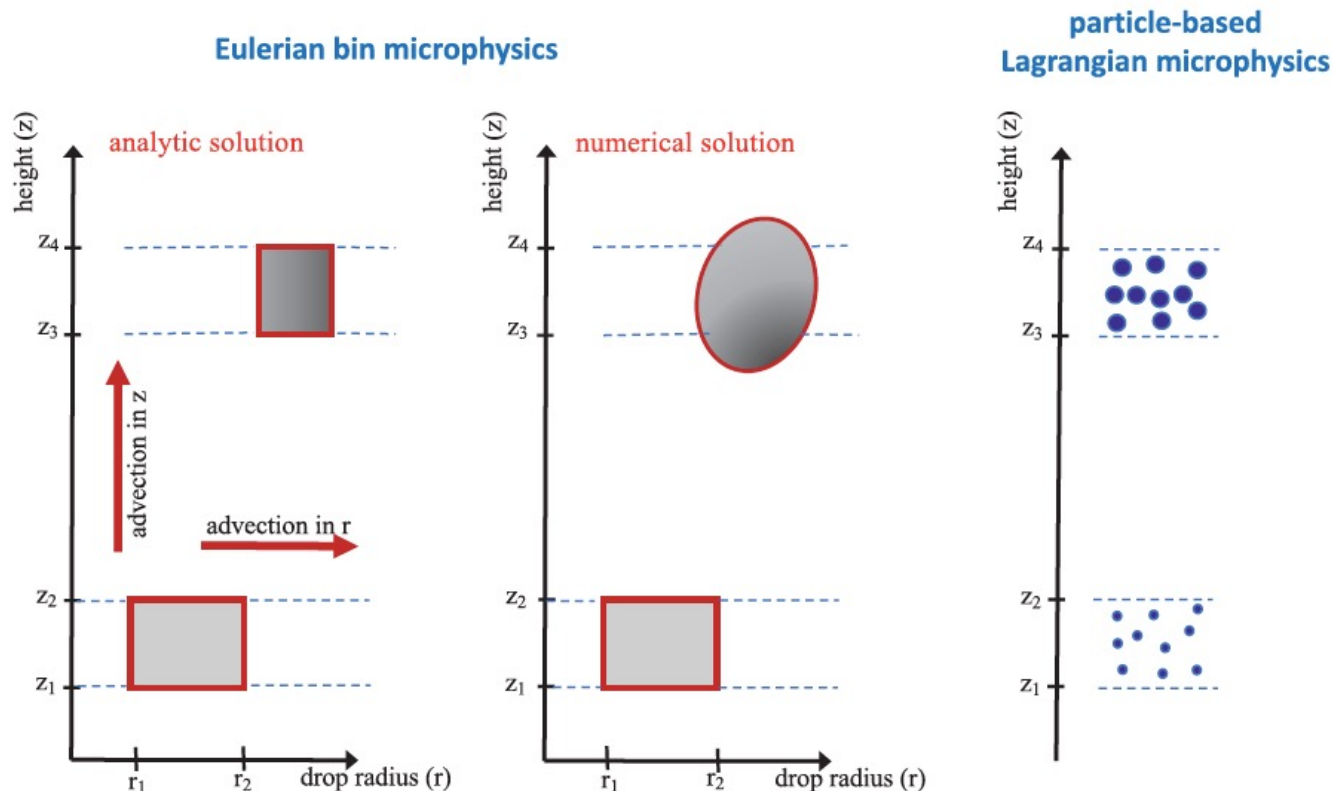 Eulerian bin microphysics
particle-based
Lagrangian microphysics
height (z)
analytic solution
z4
z3
advection in z
advection in r
z2
z1
r1
r2
drop radius (r)
height (z)
numerical solution
z4
z3
z2
z1
r1
r2
drop radius (r)
height (z)
z4
z3
z2
z1